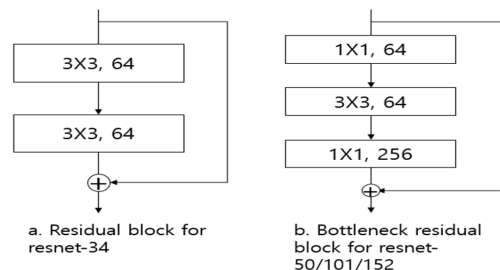 3X3, 64
3X3, 64
a. Residual block for
resnet-34
1X1, 64
3X3, 64
1X1, 256
b. Bottleneck residual
block for resnet-
50/101/152